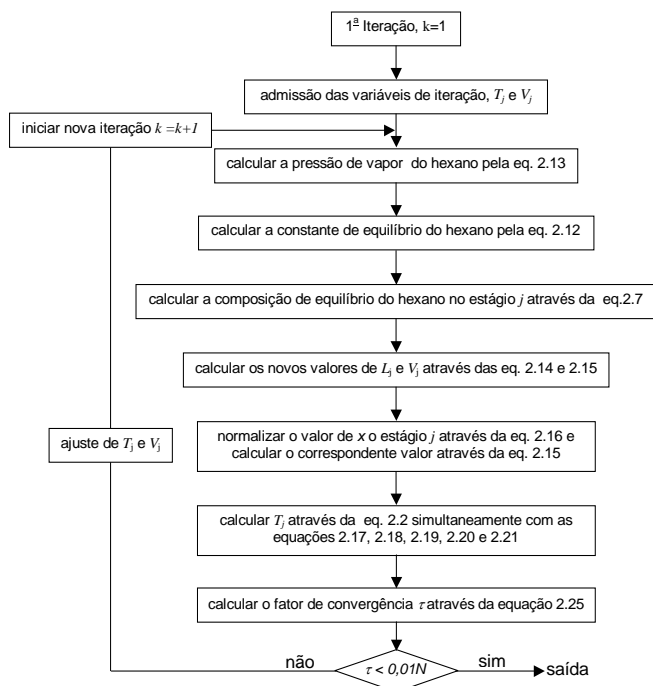 1ª Iteração, k=1
admissão das variáveis de iteração, Tj e Vj
iniciar nova iteração k =k+1
calcular a pressão de vapor do hexano pela eq. 2.13
calcular a constante de equilíbrio do hexano pela eq. 2.12
calcular a composição de equilíbrio do hexano no estágio j através da eq.2.7
calcular os novos valores de Lj e Vj através das eq. 2.14 e 2.15
ajuste de Tj e Vj
normalizar o valor de x o estágio j através da eq. 2.16 e
calcular o correspondente valor através da eq. 2.15
calcular Tj através da eq. 2.2 simultaneamente com as
equações 2.17, 2.18, 2.19, 2.20 e 2.21
calcular o fator de convergência τ através da equação 2.25
não
τ < 0,01N
sim
saída